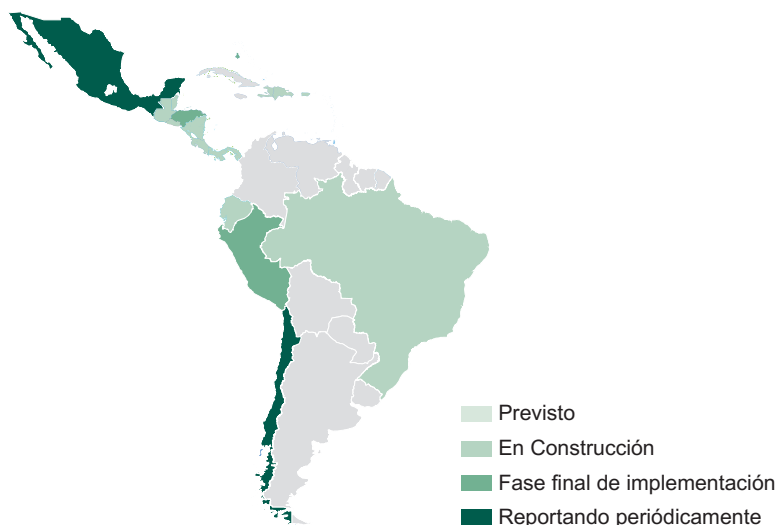 Previsto
En Construcción
Fase final de implementación
Reportando periódicamente